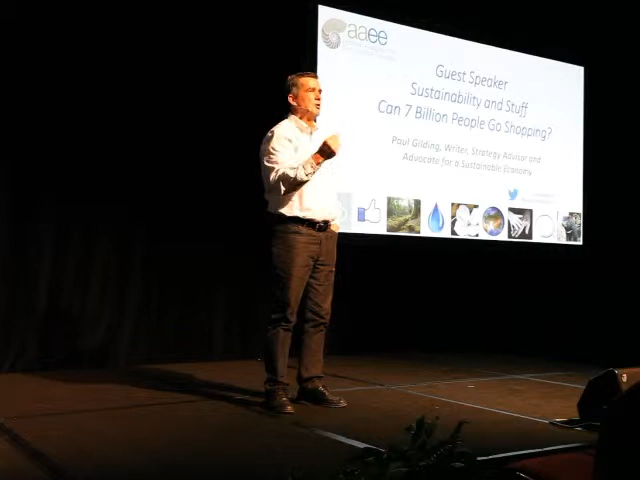 aaee
Guest Speaker
Sustainability and Stuff
Can 7 Billion People Go Shopping?
Paul Gilding, Writer, Strategy Advisor and
Advocate for a Sustainable Economy